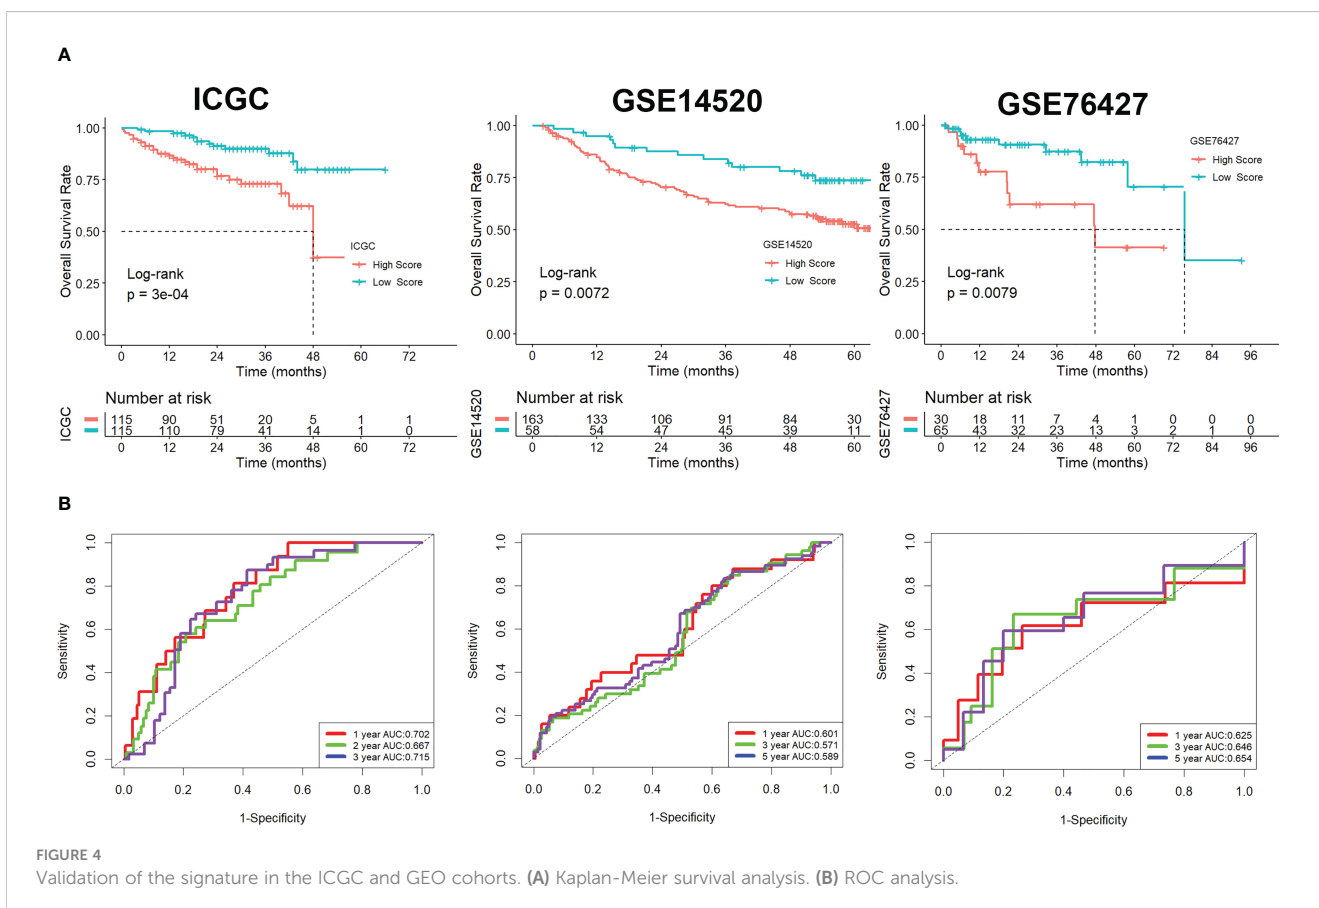 A
ICGC
GSE14520
GSE76427
Overall Survival Rate
1.00
0.75
0.50
0.25
0.00
Log-rank
p = 3e-04
ICGC
High Score
Low Score
0 12 24 36 48 60 72
Time (months)
Overall Survival Rate
1.00
0.75
0.50
0.25
0.00
Log-rank
p = 0.0072
GSE14520
High Score
Low Score
0 12 24 36 48 60
Time (months)
Overall Survival Rate
1.00
0.75
0.50
0.25
0.00
Log-rank
p = 0.0079
GSE76427
High Score
Low Score
0 12 24 36 48 60 72 84 96
Time (months)
ICGC
Number at risk
115 90 51 20 5 1 1
115 110 79 41 14 1 0
0 12 24 36 48 60 72
Time (months)
GSE14520
Number at risk
163 133 106 91 84 30
58 54 47 45 39 11
0 12 24 36 48 60
Time (months)
GSE76427
Number at risk
30 18 11 7 4 1 0 0 0
65 43 32 23 13 3 2 1 0
0 12 24 36 48 60 72 84 96
Time (months)
B
Sensitivity
0.0 0.2 0.4 0.6 0.8 1.0
1 year AUC:0.702
2 year AUC:0.667
3 year AUC:0.715
0.0 0.2 0.4 0.6 0.8 1.0
1-Specificity
Sensitivity
0.0 0.2 0.4 0.6 0.8 1.0
1 year AUC:0.601
3 year AUC:0.571
5 year AUC:0.589
0.0 0.2 0.4 0.6 0.8 1.0
1-Specificity
Sensitivity
0.0 0.2 0.4 0.6 0.8 1.0
1 year AUC:0.625
3 year AUC:0.646
5 year AUC:0.654
0.0 0.2 0.4 0.6 0.8 1.0
1-Specificity
FIGURE 4
Validation of the signature in the ICGC and GEO cohorts. (A) Kaplan-Meier survival analysis. (B) ROC analysis.